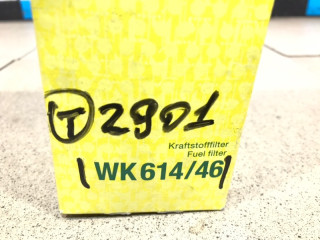 T 2901
Kraftstofffilter
Fuel filter
WK 614/46